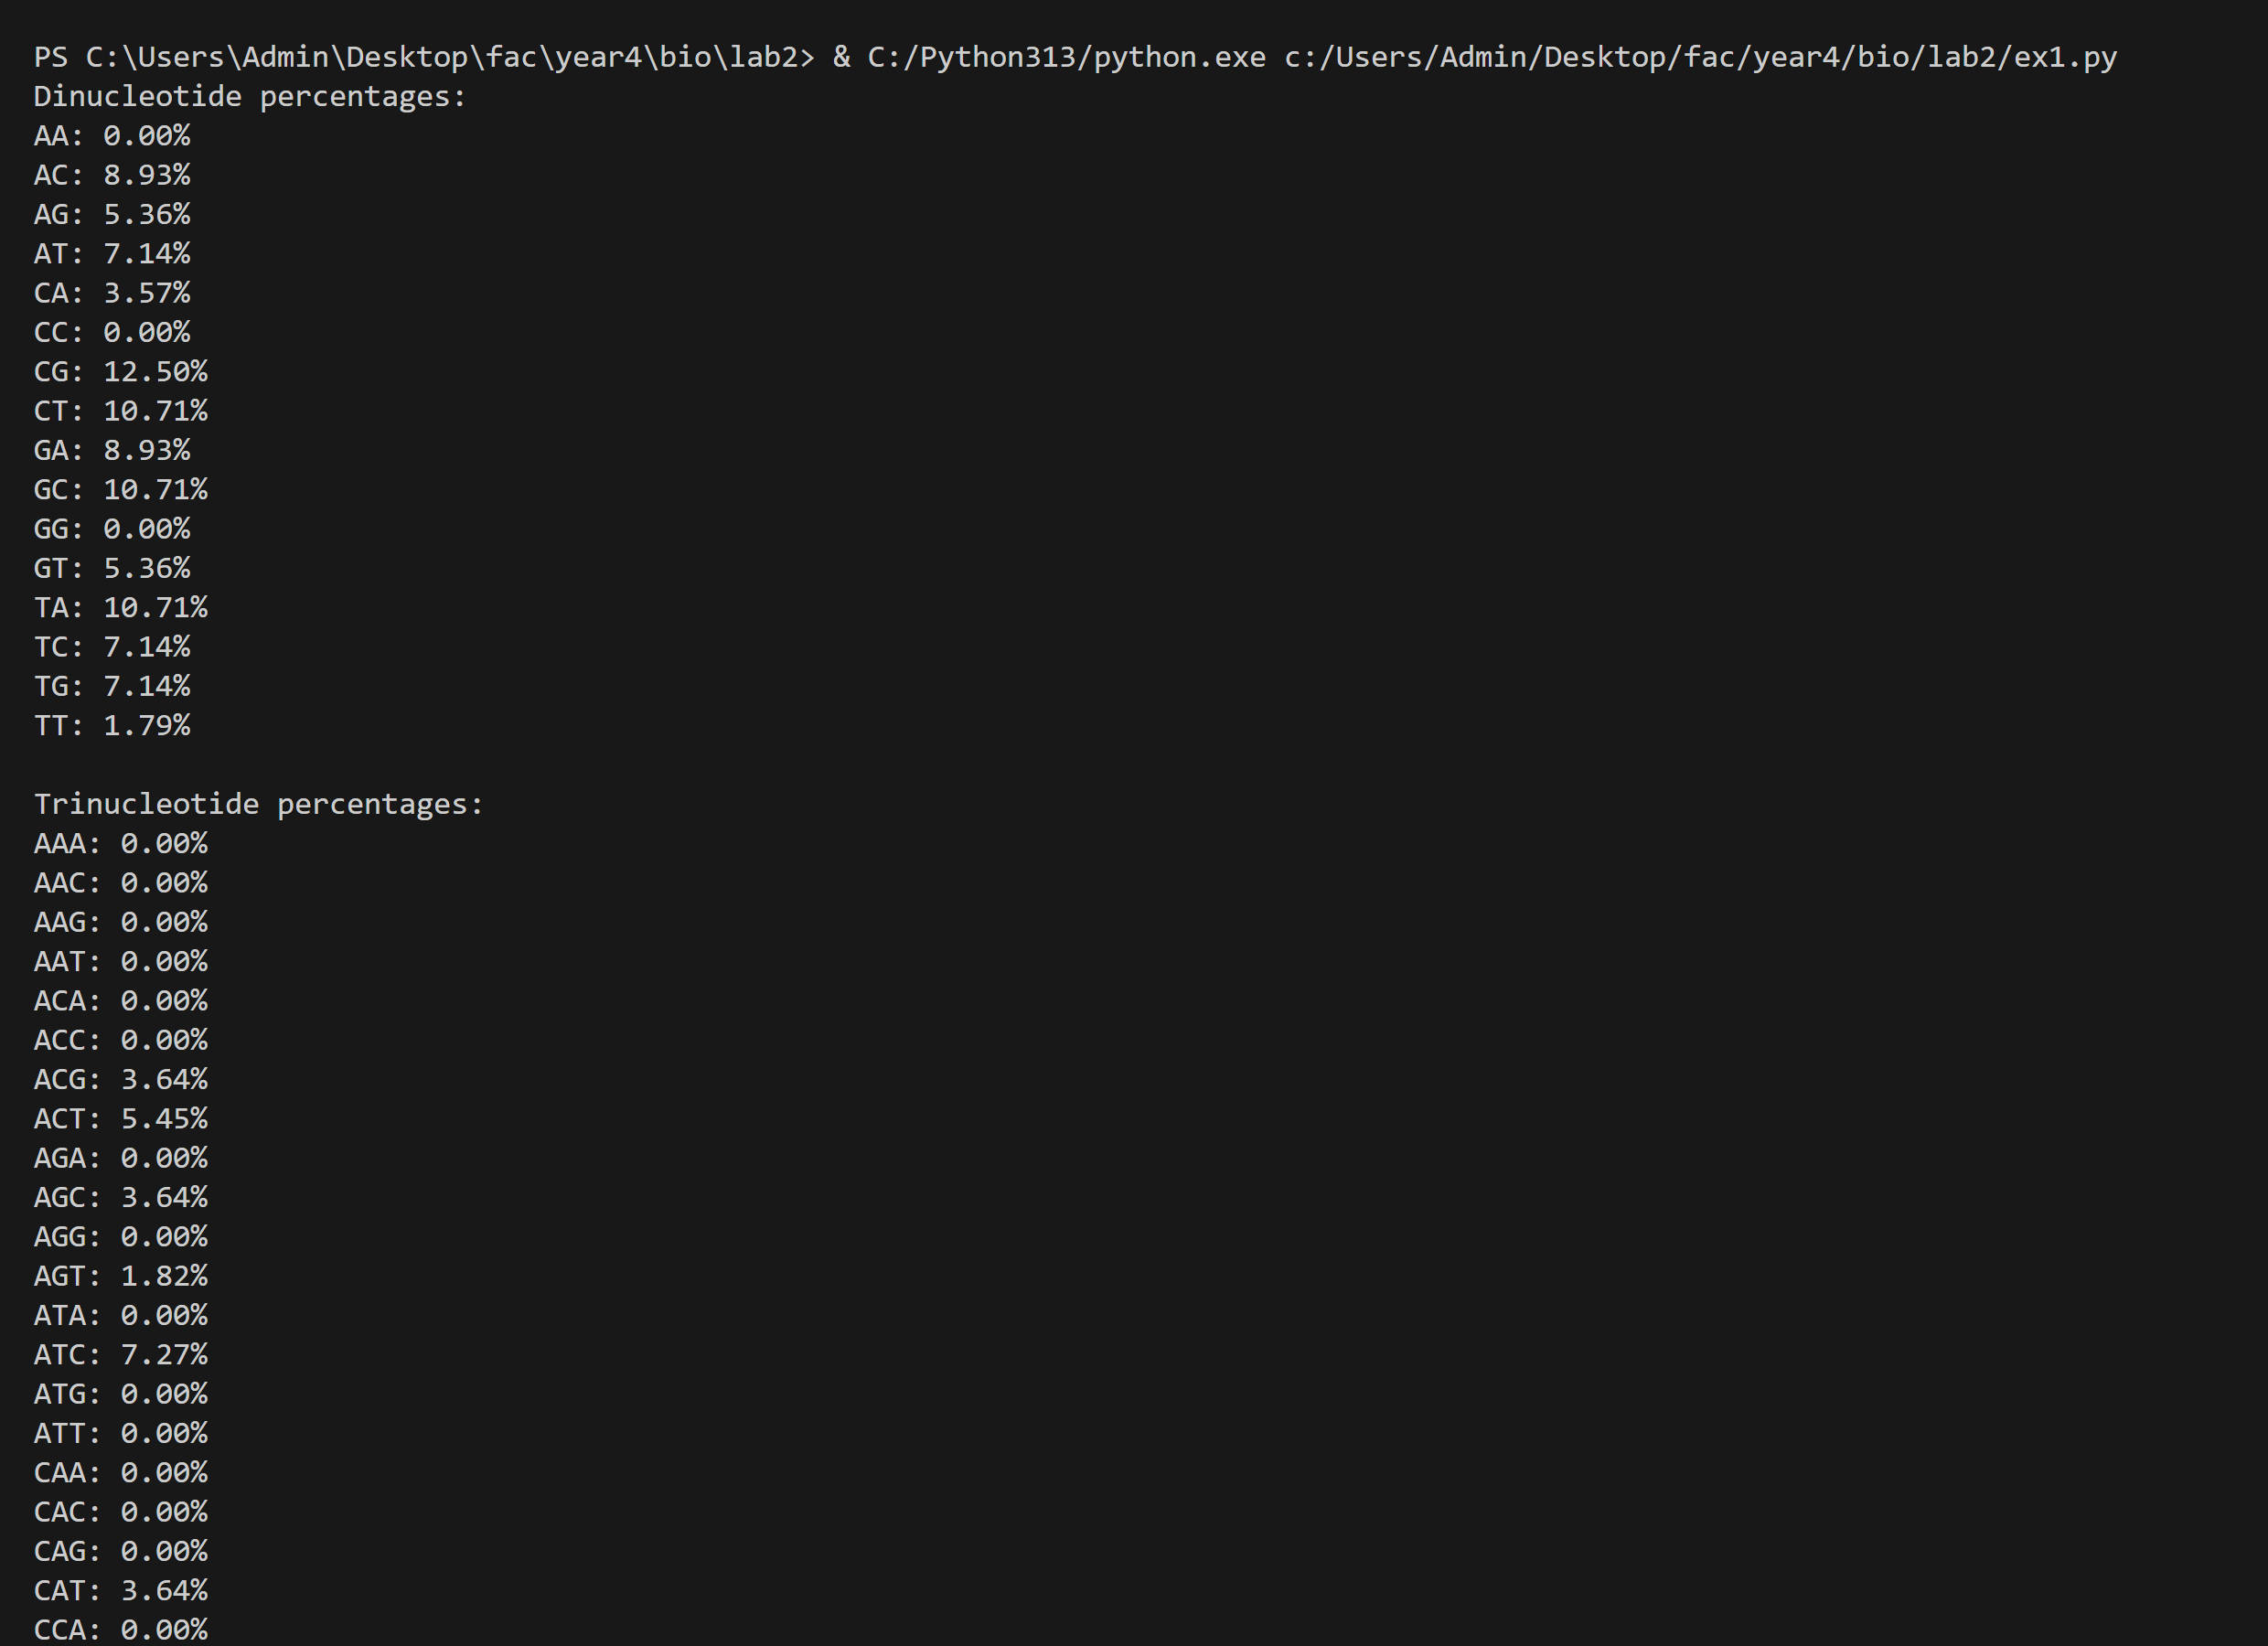 PS C:\Users\Admin\Desktop\fac\year4\bio\lab2> & C:/Python313/python.exe c:/Users/Admin/Desktop/fac/year4/bio/lab2/ex1.py
Dinucleotide percentages:
AA: 0.00%
AC: 8.93%
AG: 5.36%
AT: 7.14%
CA: 3.57%
CC: 0.00%
CG: 12.50%
CT: 10.71%
GA: 8.93%
GC: 10.71%
GG: 0.00%
GT: 5.36%
TA: 10.71%
TC: 7.14%
TG: 7.14%
TT: 1.79%

Trinucleotide percentages:
AAA: 0.00%
AAC: 0.00%
AAG: 0.00%
AAT: 0.00%
ACA: 0.00%
ACC: 0.00%
ACG: 3.64%
ACT: 5.45%
AGA: 0.00%
AGC: 3.64%
AGG: 0.00%
AGT: 1.82%
ATA: 0.00%
ATC: 7.27%
ATG: 0.00%
ATT: 0.00%
CAA: 0.00%
CAC: 0.00%
CAG: 0.00%
CAT: 3.64%
CCA: 0.00%